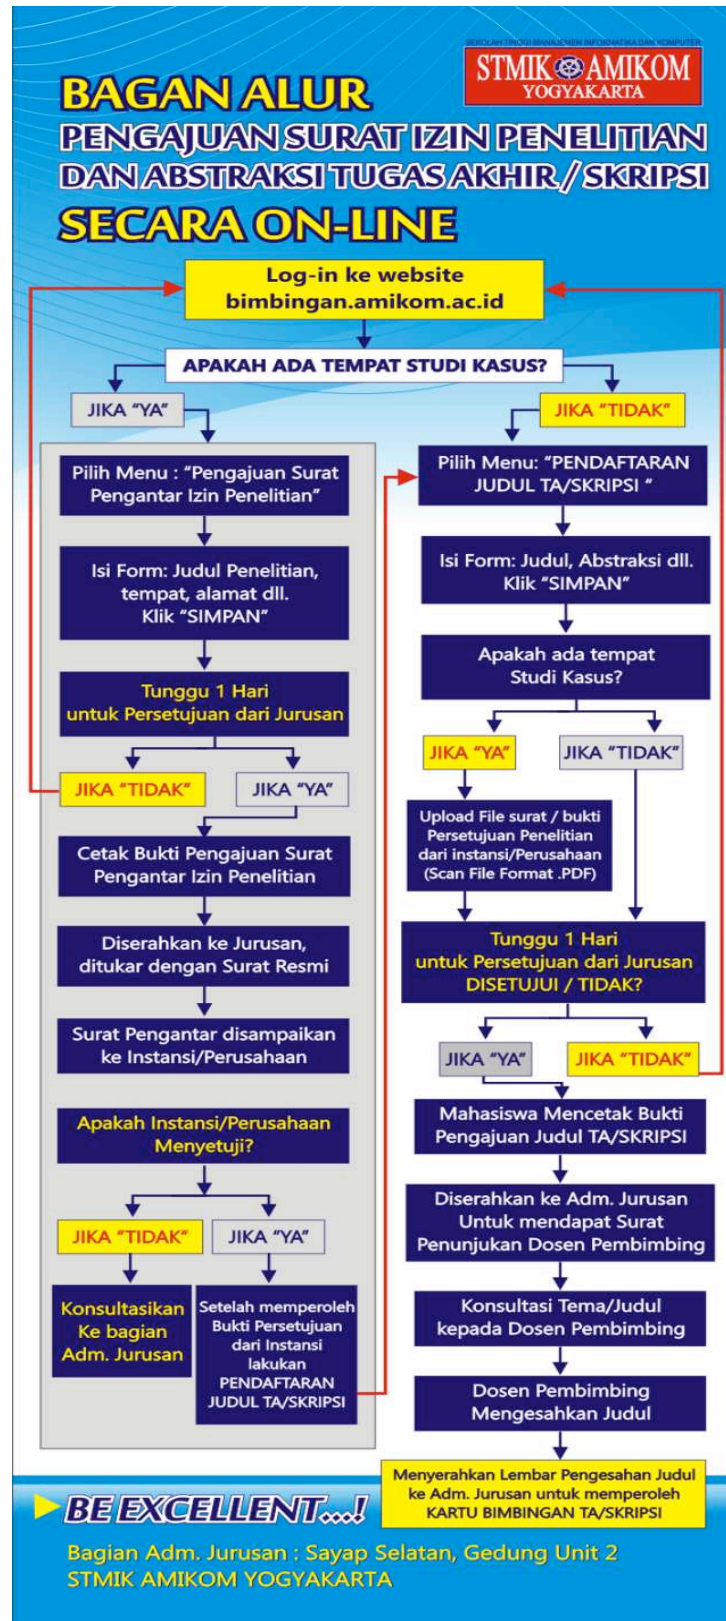 SEKOLAH TINGGI MANAJEMEN INFORMATIKA DAN KOMPUTER
STMIK AMIKOM
YOGYAKARTA
BAGAN ALUR
PENGAJUAN SURAT IZIN PENELITIAN
DAN ABSTRAKSI TUGAS AKHIR / SKRIPSI
SECARA ON-LINE
Log-in ke website
bimbingan.amikom.ac.id
APAKAH ADA TEMPAT STUDI KASUS?
JIKA "YA"
Pilih Menu : "Pengajuan Surat
Pengantar Izin Penelitian"
Isi Form: Judul Penelitian,
tempat, alamat dll.
Klik "SIMPAN"
Tunggu 1 Hari
untuk Persetujuan dari Jurusan
JIKA "TIDAK"
JIKA "YA"
Cetak Bukti Pengajuan Surat
Pengantar Izin Penelitian
Diserahkan ke Jurusan,
ditukar dengan Surat Resmi
Surat Pengantar disampaikan
ke Instansi/Perusahaan
Apakah Instansi/Perusahaan
Menyetuji?
JIKA "TIDAK"
JIKA "YA"
Konsultasikan
Ke bagian
Adm. Jurusan
Setelah memperoleh
Bukti Persetujuan
dari Instansi
lakukan
PENDAFTARAN
JUDUL TA/SKRIPSI
JIKA "TIDAK"
Pilih Menu: "PENDAFTARAN
JUDUL TA/SKRIPSI "
Isi Form: Judul, Abstraksi dll.
Klik "SIMPAN"
Apakah ada tempat
Studi Kasus?
JIKA "YA"
JIKA "TIDAK"
Upload File surat / bukti
Persetujuan Penelitian
dari instansi/Perusahaan
(Scan File Format .PDF)
Tunggu 1 Hari
untuk Persetujuan dari Jurusan
DISETUJUI / TIDAK?
JIKA "YA"
JIKA "TIDAK"
Mahasiswa Mencetak Bukti
Pengajuan Judul TA/SKRIPSI
Diserahkan ke Adm. Jurusan
Untuk mendapat Surat
Penunjukan Dosen Pembimbing
Konsultasi Tema/Judul
kepada Dosen Pembimbing
Dosen Pembimbing
Mengesahkan Judul
Menyerahkan Lembar Pengesahan Judul
ke Adm. Jurusan untuk memperoleh
KARTU BIMBINGAN TA/SKRIPSI
BE EXCELLENT....!
Bagian Adm. Jurusan : Sayap Selatan, Gedung Unit 2
STMIK AMIKOM YOGYAKARTA